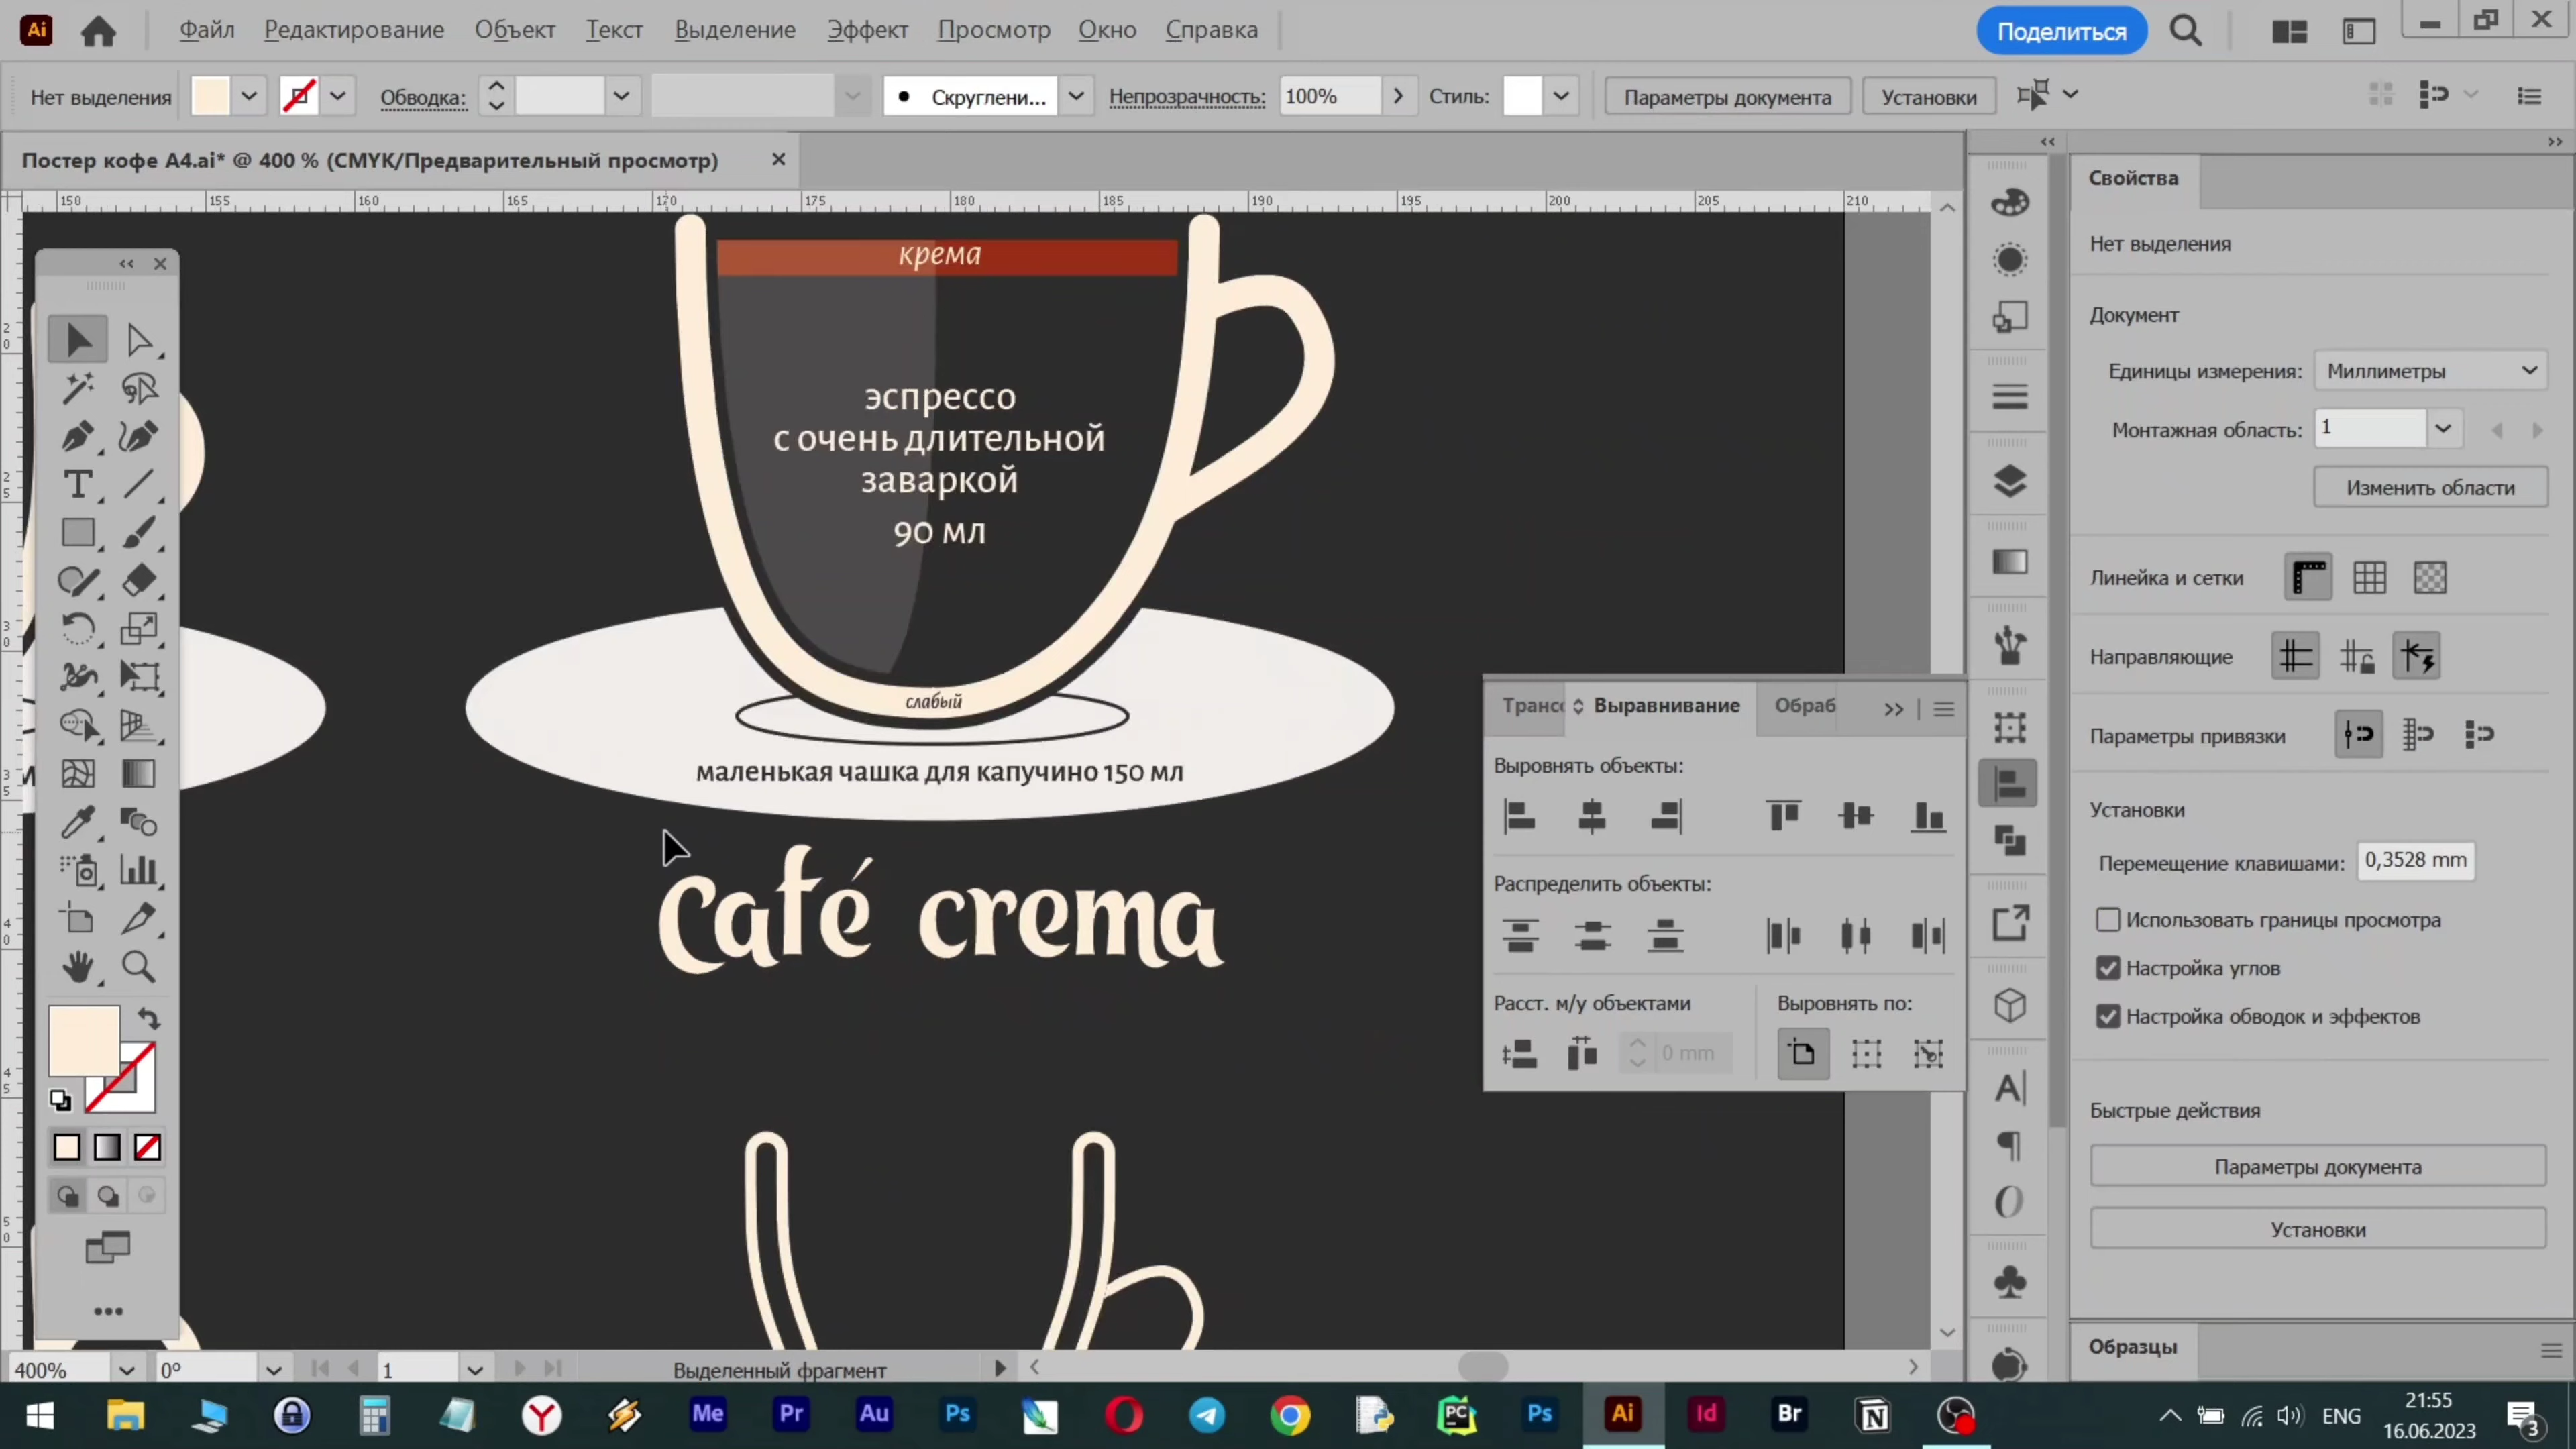 Ai
Файл Редактирование Объект Текст Выделение Эффект Просмотр Окно Справка
Поделиться
Нет выделения
Обводка:
Скруглени...
Непрозрачность: 100%
Стиль:
Параметры документа
Установки
Постер кофе А4.ai* @ 400 % (CMYK/Предварительный просмотр)
150 155 160 165 170 175 180 185 190 195 200 205 210
крема
эспрессо
с очень длительной
заваркой
90 мл
слабый
маленькая чашка для капучино 150 мл
Café crema
Трансф
Выравнивание
Обраб
Выровнять объекты:
Распределить объекты:
Расст. м/у объектами
Выровнять по:
0 mm
Свойства
Нет выделения
Документ
Единицы измерения: Миллиметры
Монтажная область: 1
Изменить области
Линейка и сетки
Направляющие
Параметры привязки
Установки
Перемещение клавишами: 0,3528 mm
Использовать границы просмотра
Настройка углов
Настройка обводок и эффектов
Быстрые действия
Параметры документа
Установки
Образцы
400% 0° 1 Выделенный фрагмент
Me Pr Au Ps PC Ps Ai Id Br N
ENG
21:55
16.06.2023
3